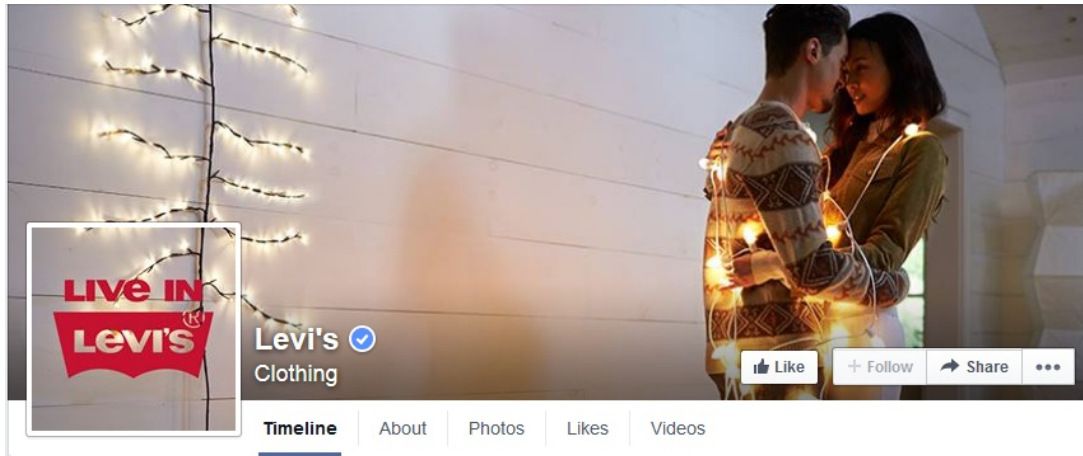 LIVE IN
LEVI'S®
Levi's
Clothing
Like
+ Follow
Share
Timeline
About
Photos
Likes
Videos